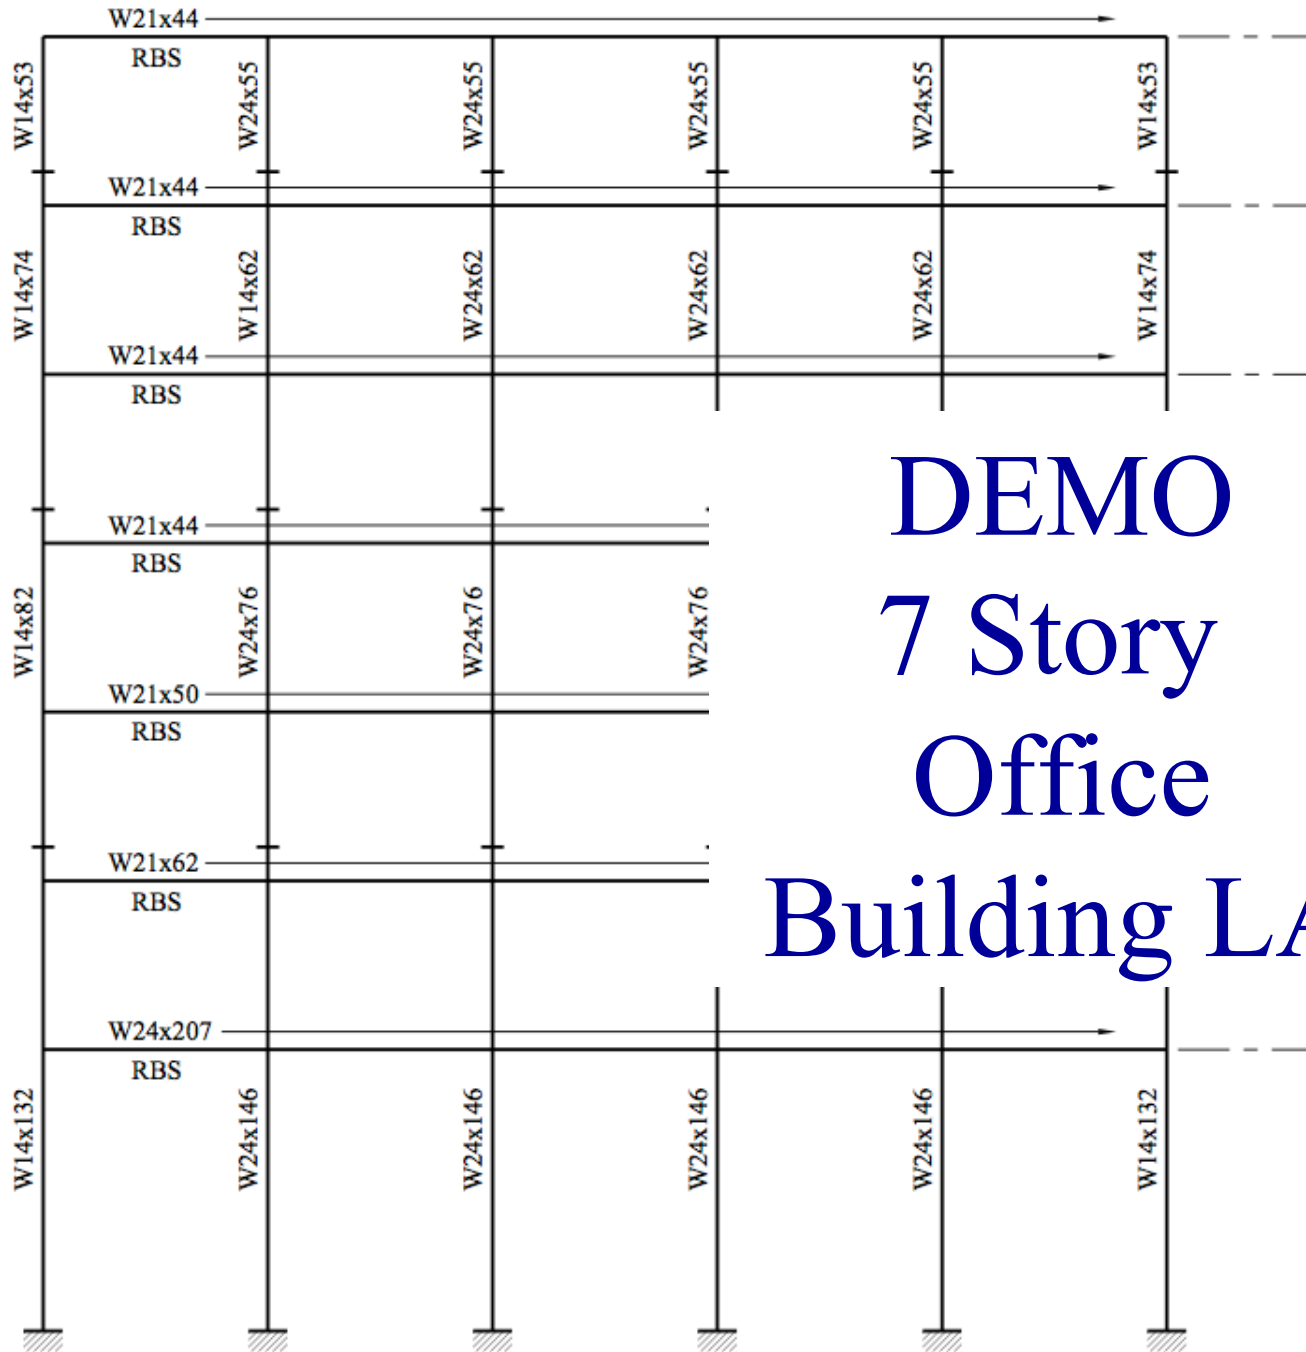 W21x44
RBS
W14x53 W24x55 W24x55 W24x55 W24x55 W14x53
W21x44
RBS
W14x74 W14x62 W24x62 W24x62 W24x62 W14x74
W21x44
RBS
DEMO
7 Story
Office
Building LA
W21x44
RBS
W14x82 W24x76 W24x76 W24x76
W21x50
RBS
W21x62
RBS
W24x207
RBS
W14x132 W24x146 W24x146 W24x146 W24x146 W14x132